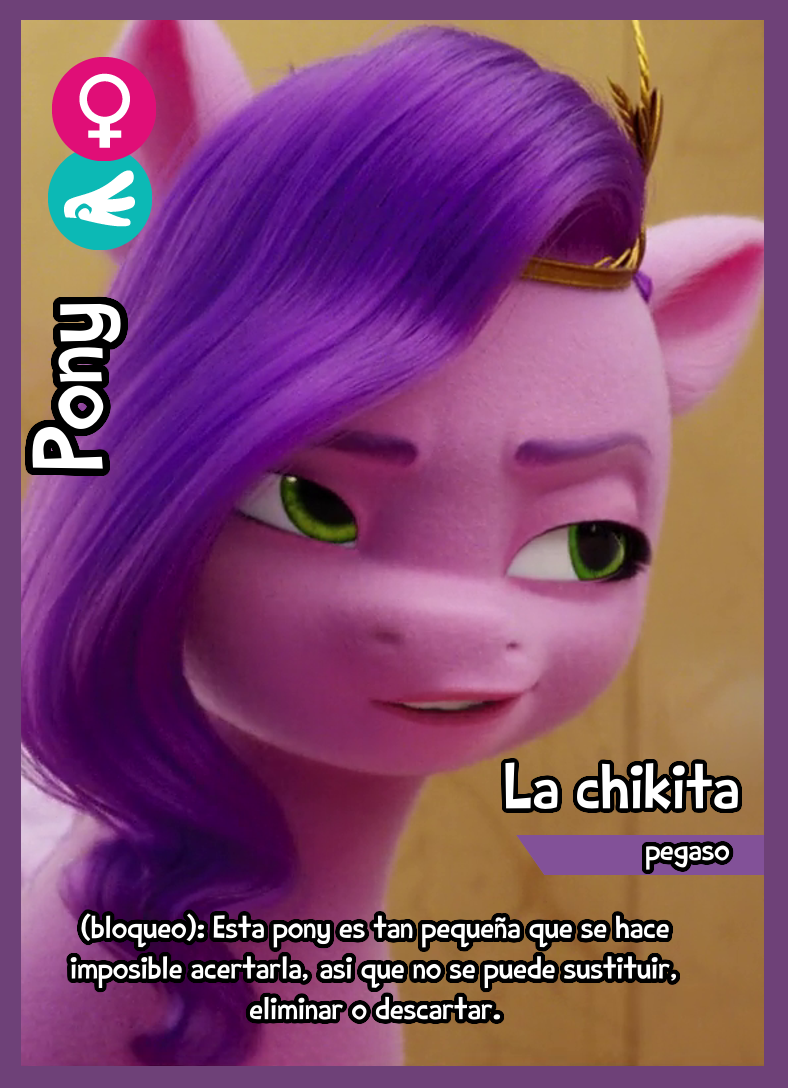 Pony
La chikita
pegaso
(bloqueo): Esta pony es tan pequeña que se hace
imposible acertarla, asi que no se puede sustituir,
eliminar o descartar.